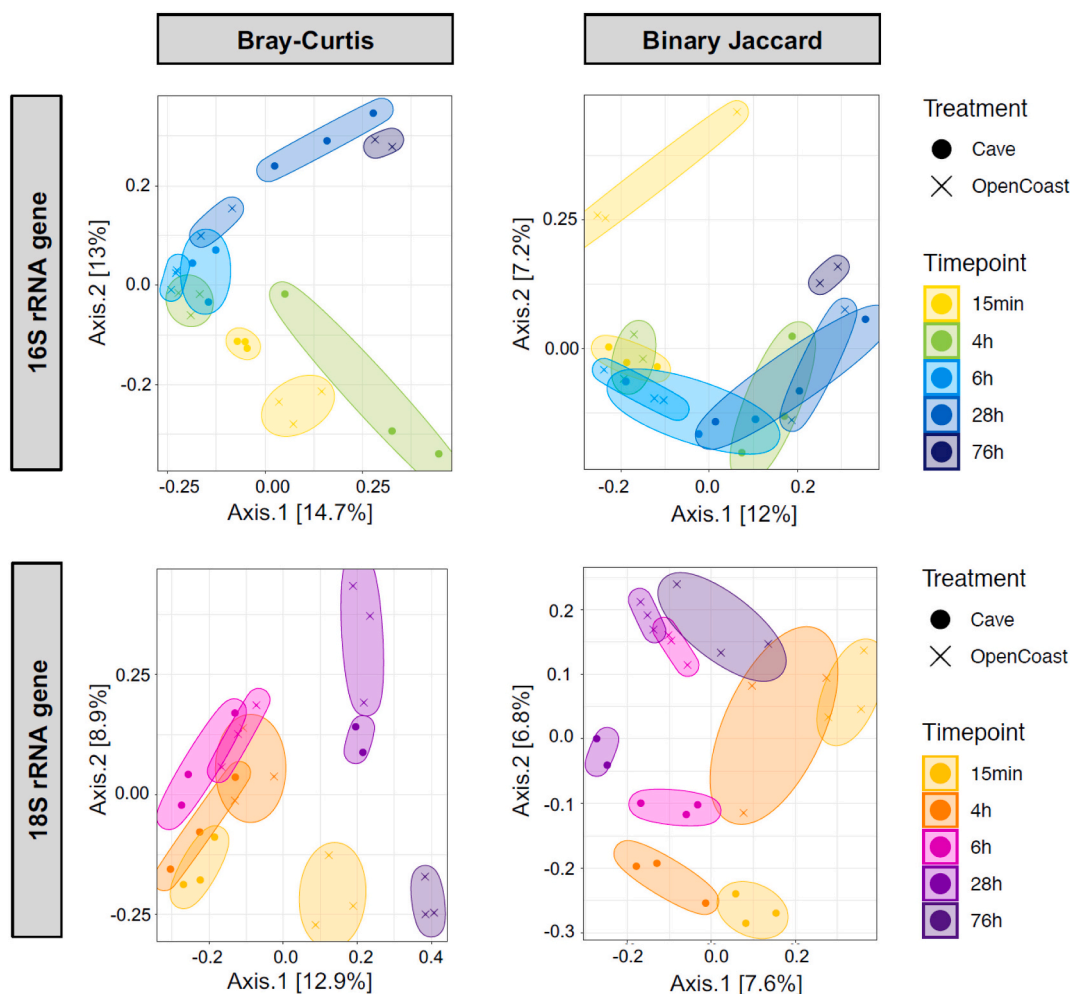 Bray-Curtis
Binary Jaccard
16S rRNA gene
Axis.2 [13%]
0.2
0.0
-0.2
-0.25
0.00
0.25
Axis.1 [14.7%]
Axis.2 [7.2%]
0.25
0.00
-0.2
0.0
0.2
Axis.1 [12%]
Treatment
Cave
OpenCoast
Timepoint
15min
4h
6h
28h
76h
18S rRNA gene
Axis.2 [8.9%]
0.25
0.00
-0.25
-0.2
0.0
0.2
0.4
Axis.1 [12.9%]
Axis.2 [6.8%]
0.2
0.1
0.0
-0.1
-0.2
-0.3
-0.2
0.0
0.2
Axis.1 [7.6%]
Treatment
Cave
OpenCoast
Timepoint
15min
4h
6h
28h
76h